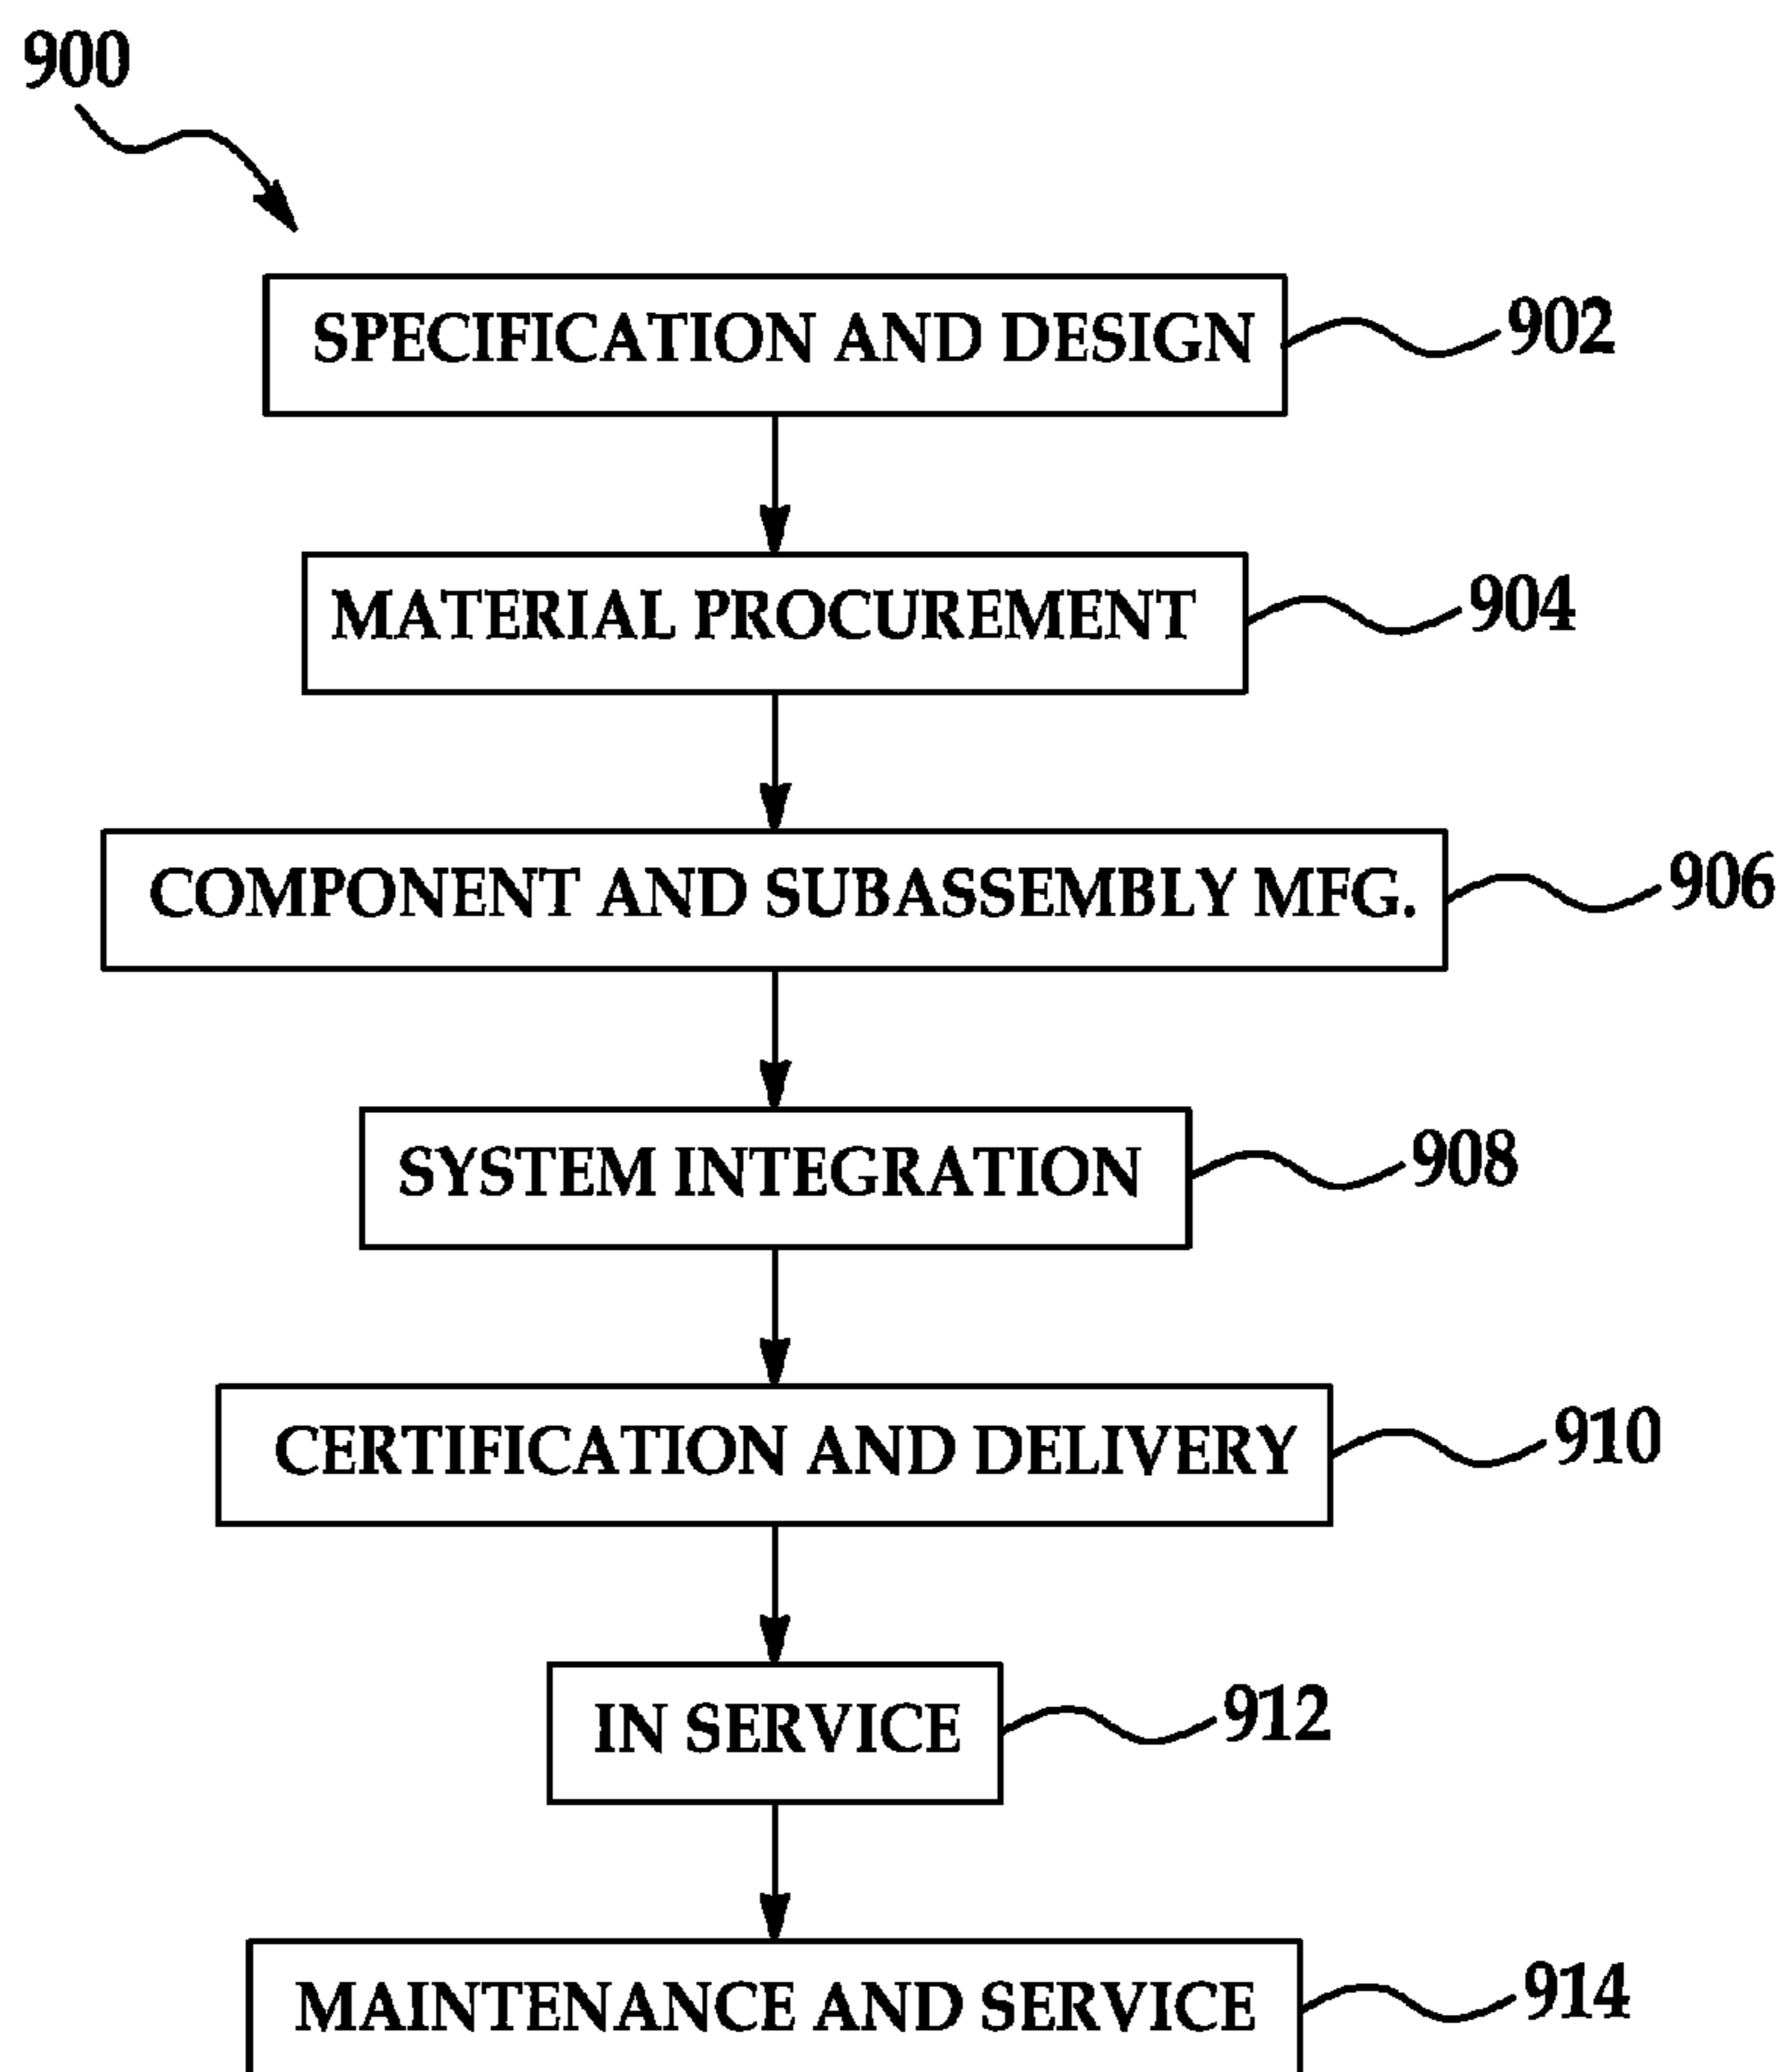 900
SPECIFICATION AND DESIGN 902
MATERIAL PROCUREMENT 904
COMPONENT AND SUBASSEMBLY MFG. 906
SYSTEM INTEGRATION 908
CERTIFICATION AND DELIVERY 910
IN SERVICE 912
MAINTENANCE AND SERVICE 914